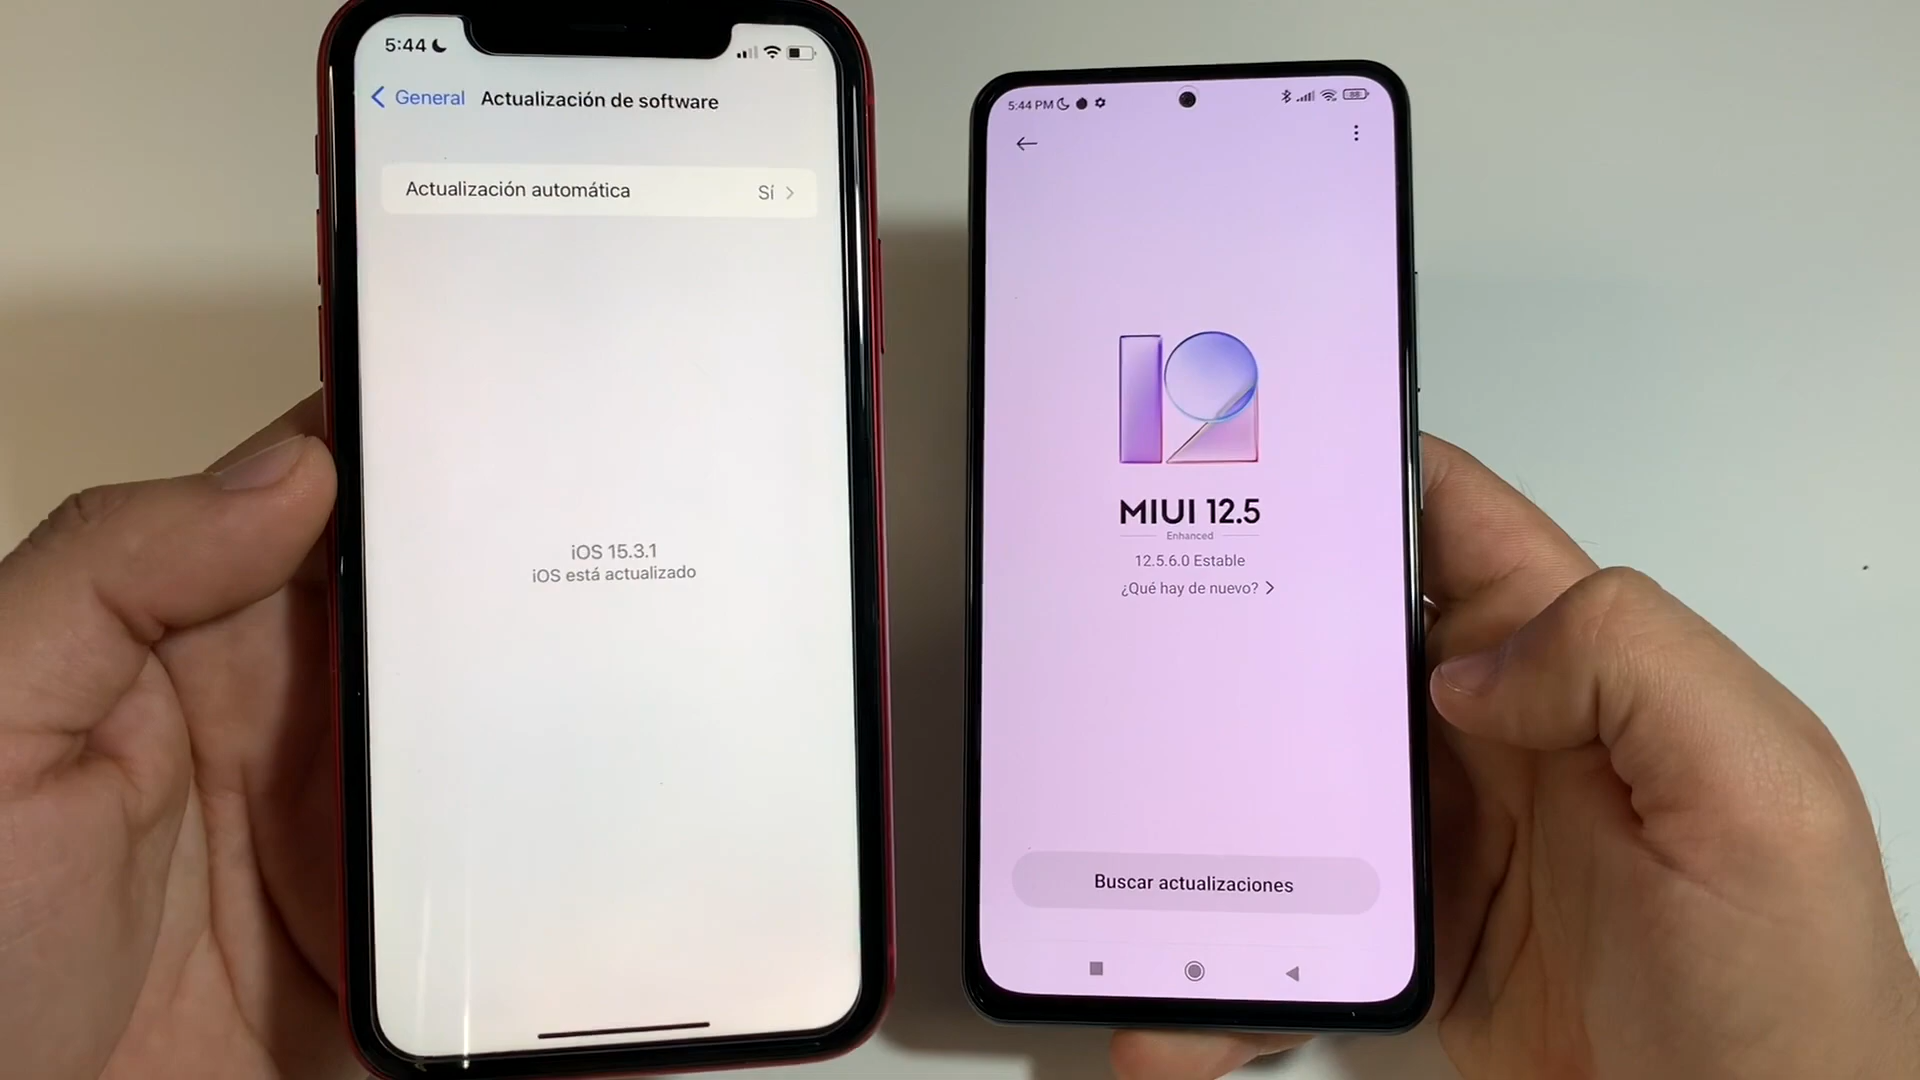 5:44
General Actualización de software
Actualización automática Sí
iOS 15.3.1
iOS está actualizado
5:44 PM
88
MIUI 12.5
Enhanced
12.5.6.0 Estable
¿Qué hay de nuevo?
Buscar actualizaciones